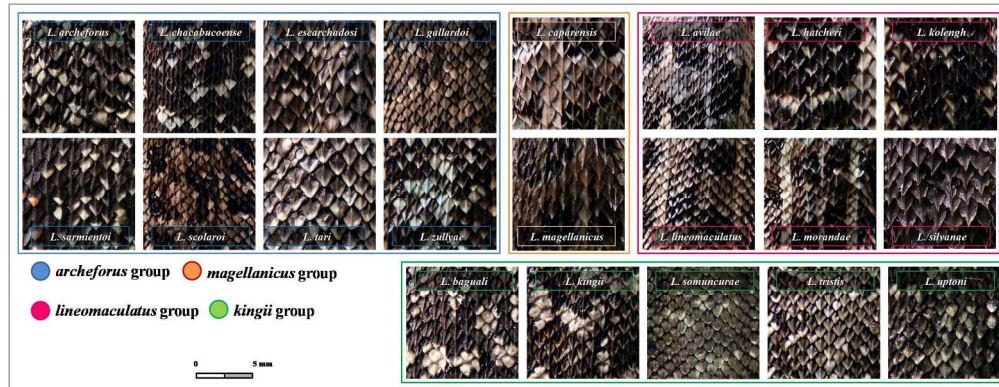 L. archeforus
L. chacabucoense
L. escarchadosi
L. gallardoi
L. caparensis
L. avilae
L. hatcheri
L. kolengh
L. sarmientoi
L. scolaroi
L. tari
L. zullyae
L. magellanicus
L. lineomaculatus
L. morandae
L. silvanae
archeforus group
magellanicus group
lineomaculatus group
kingii group
L. baguali
L. kingii
L. somuncurae
L. tristis
L. uptoni
0 5 mm